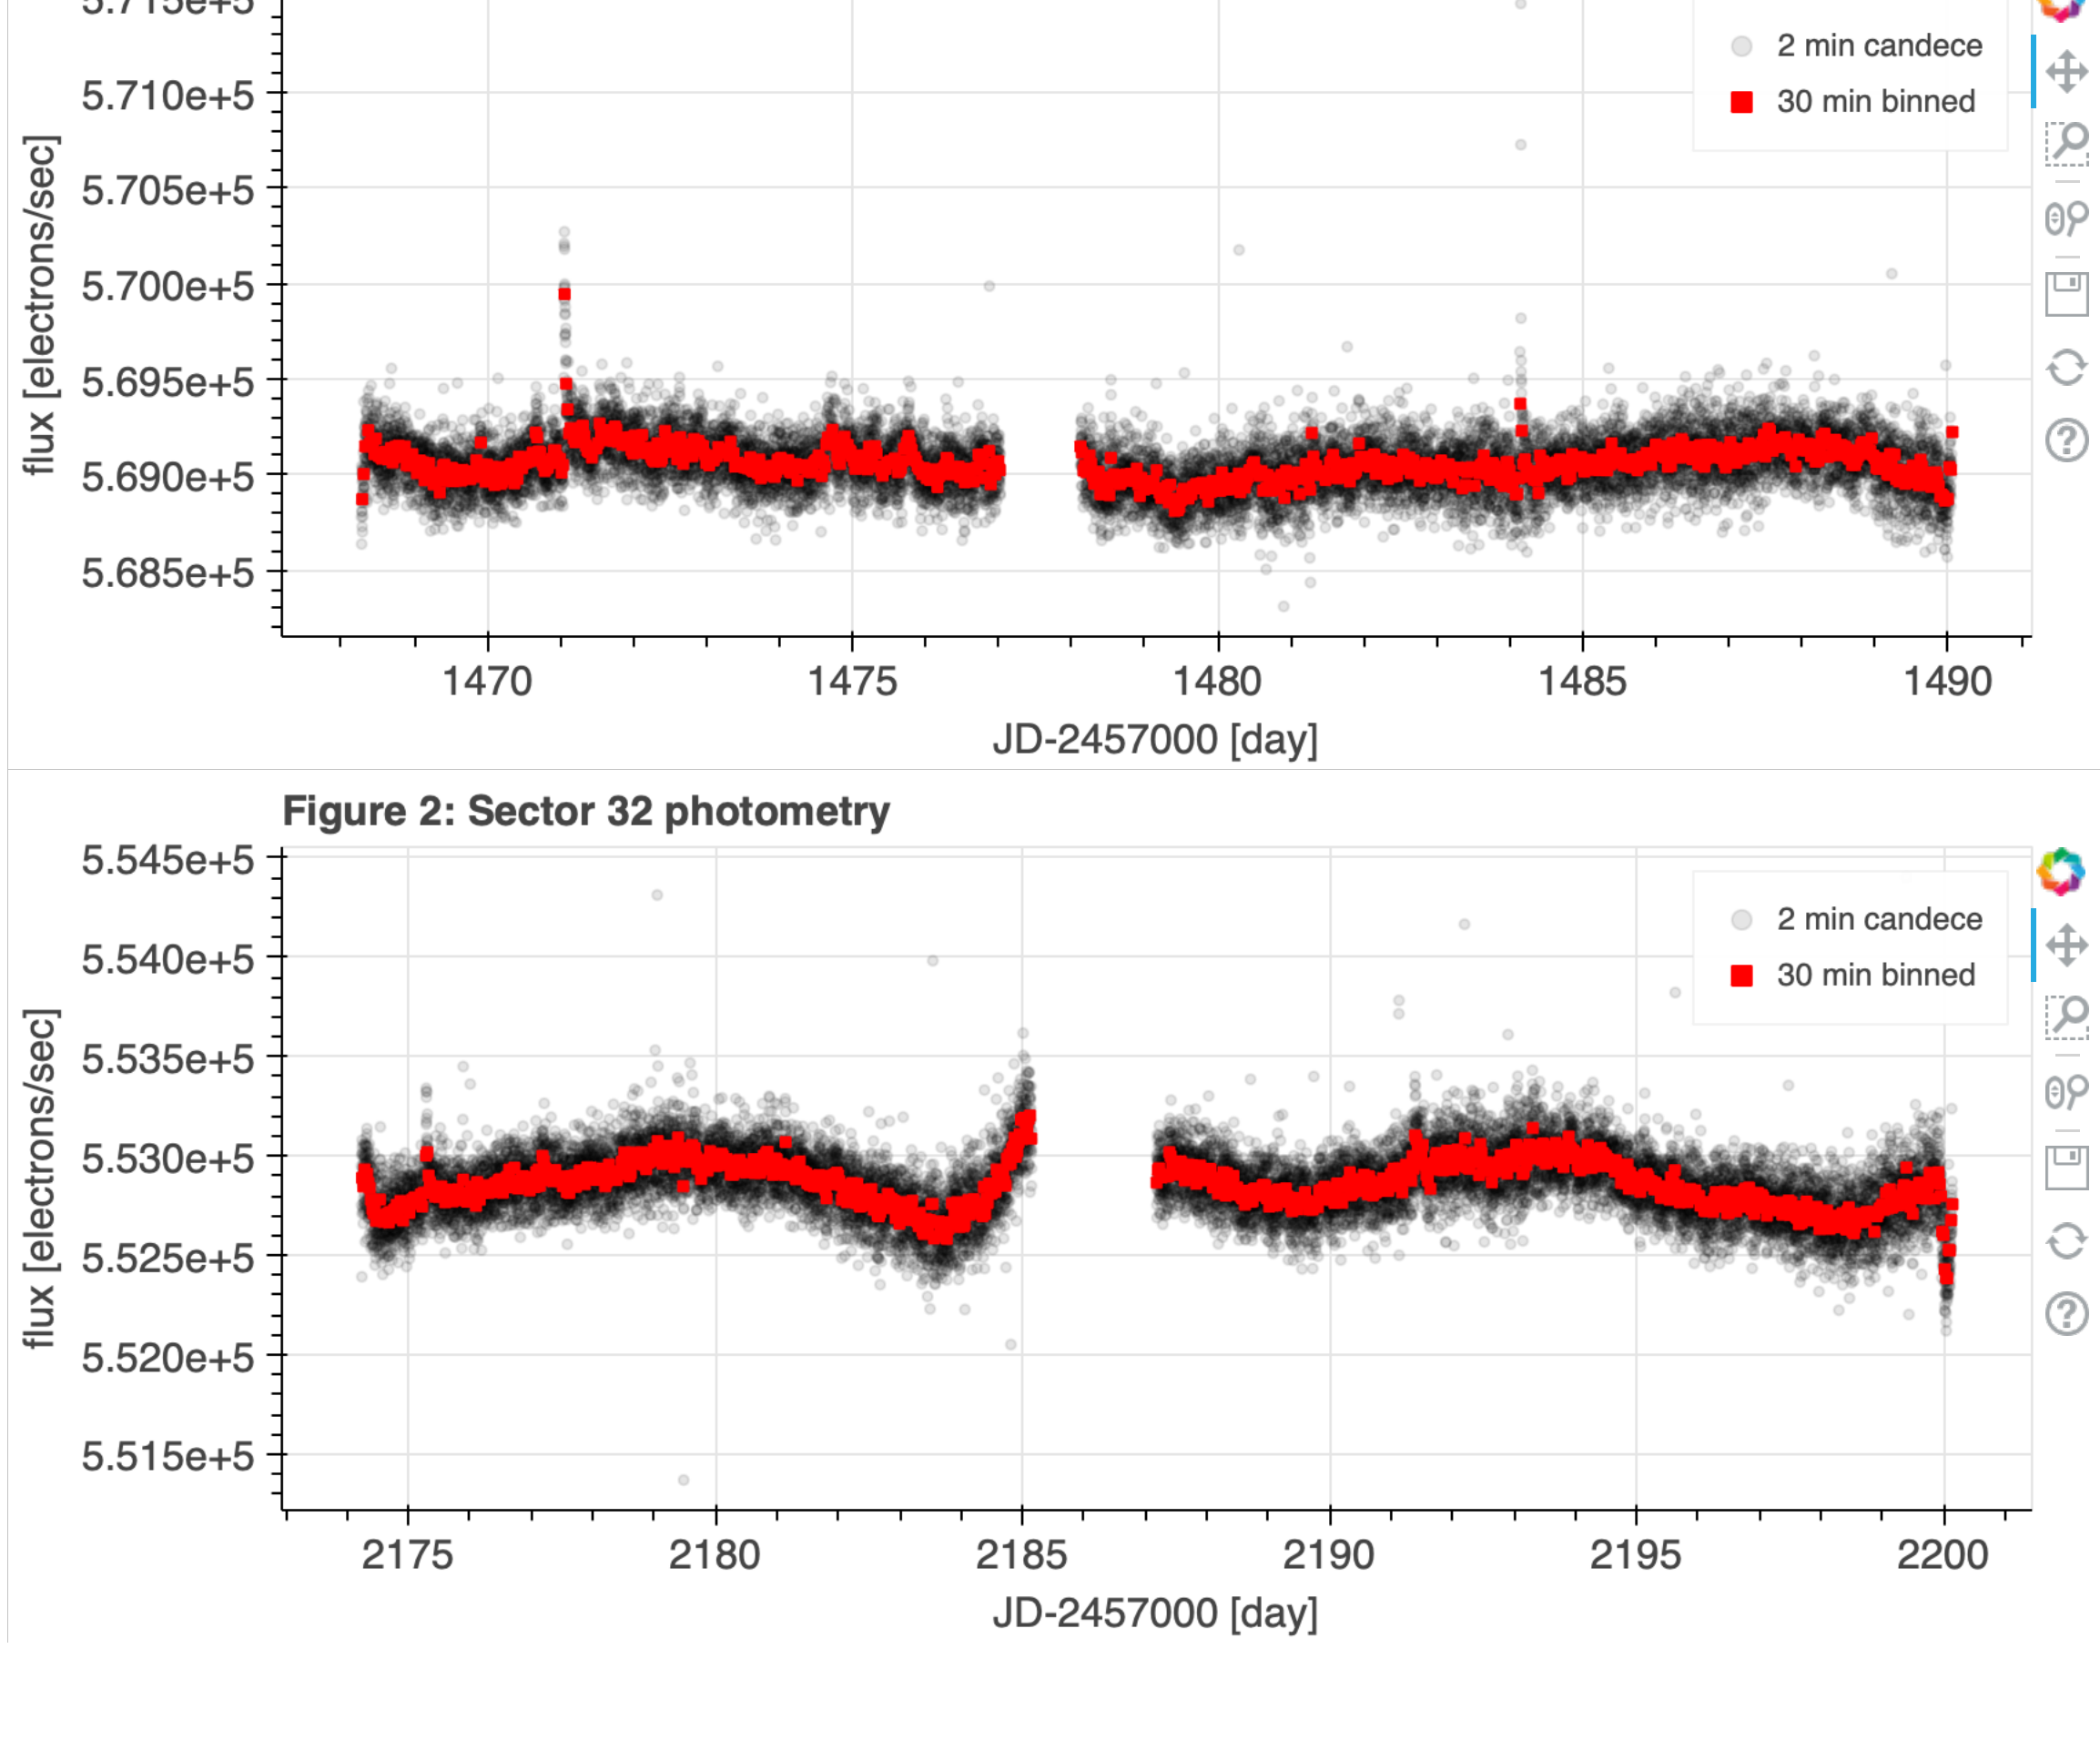 5.715e+5
5.710e+5
5.705e+5
5.700e+5
5.695e+5
5.690e+5
5.685e+5
flux [electrons/sec]
2 min candece
30 min binned
1470 1475 1480 1485 1490
JD-2457000 [day]
Figure 2: Sector 32 photometry
5.545e+5
5.540e+5
5.535e+5
5.530e+5
5.525e+5
5.520e+5
5.515e+5
flux [electrons/sec]
2 min candece
30 min binned
2175 2180 2185 2190 2195 2200
JD-2457000 [day]